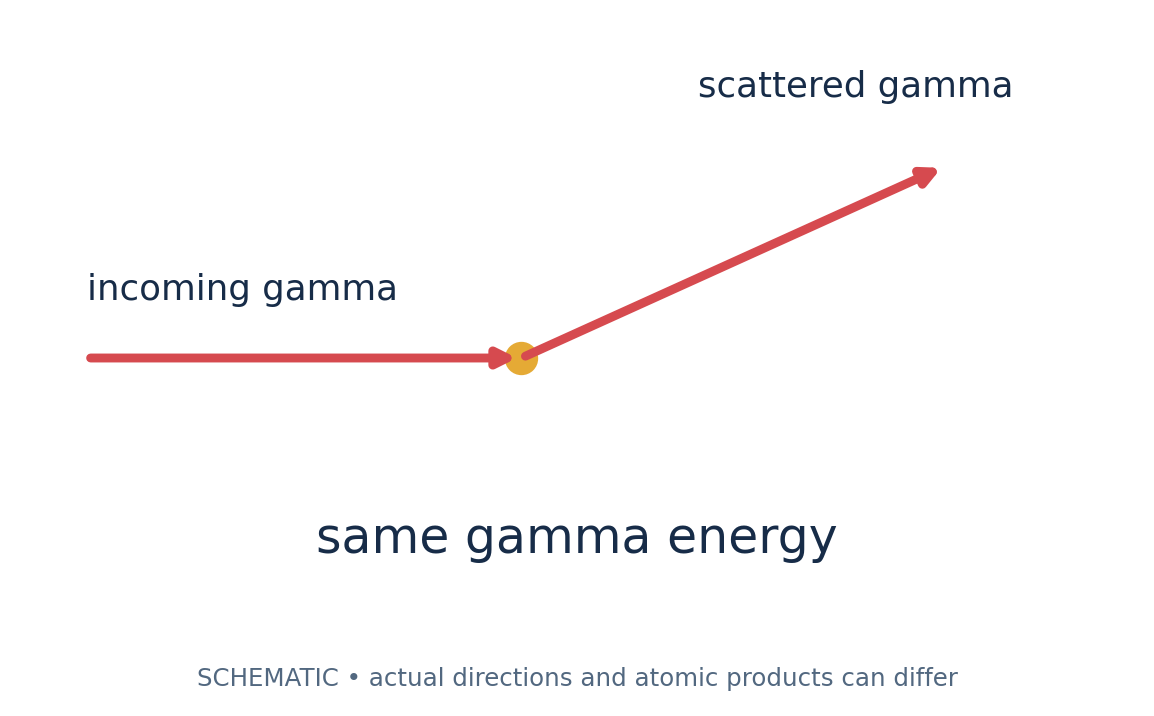 scattered gamma
incoming gamma
same gamma energy
SCHEMATIC • actual directions and atomic products can differ